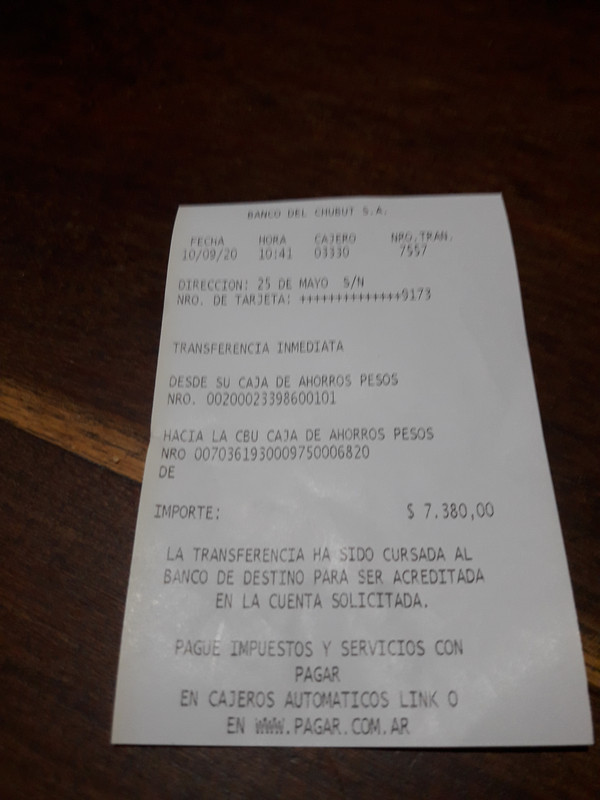 BANCO DEL CHUBUT S.A.
FECHA HORA CAJERO NRO.TRAN.
10/09/20 10:41 03330 7557
DIRECCION: 25 DE MAYO S/N
NRO. DE TARJETA: ++++++++++++++9173
TRANSFERENCIA INMEDIATA
DESDE SU CAJA DE AHORROS PESOS
NRO. 00200023398600101
HACIA LA CBU CAJA DE AHORROS PESOS
NRO 0070361930009750006820
DE
IMPORTE: $ 7.380,00
LA TRANSFERENCIA HA SIDO CURSADA AL
BANCO DE DESTINO PARA SER ACREDITADA
EN LA CUENTA SOLICITADA.
PAGUE IMPUESTOS Y SERVICIOS CON
PAGAR
EN CAJEROS AUTOMATICOS LINK O
EN WWW.PAGAR.COM.AR